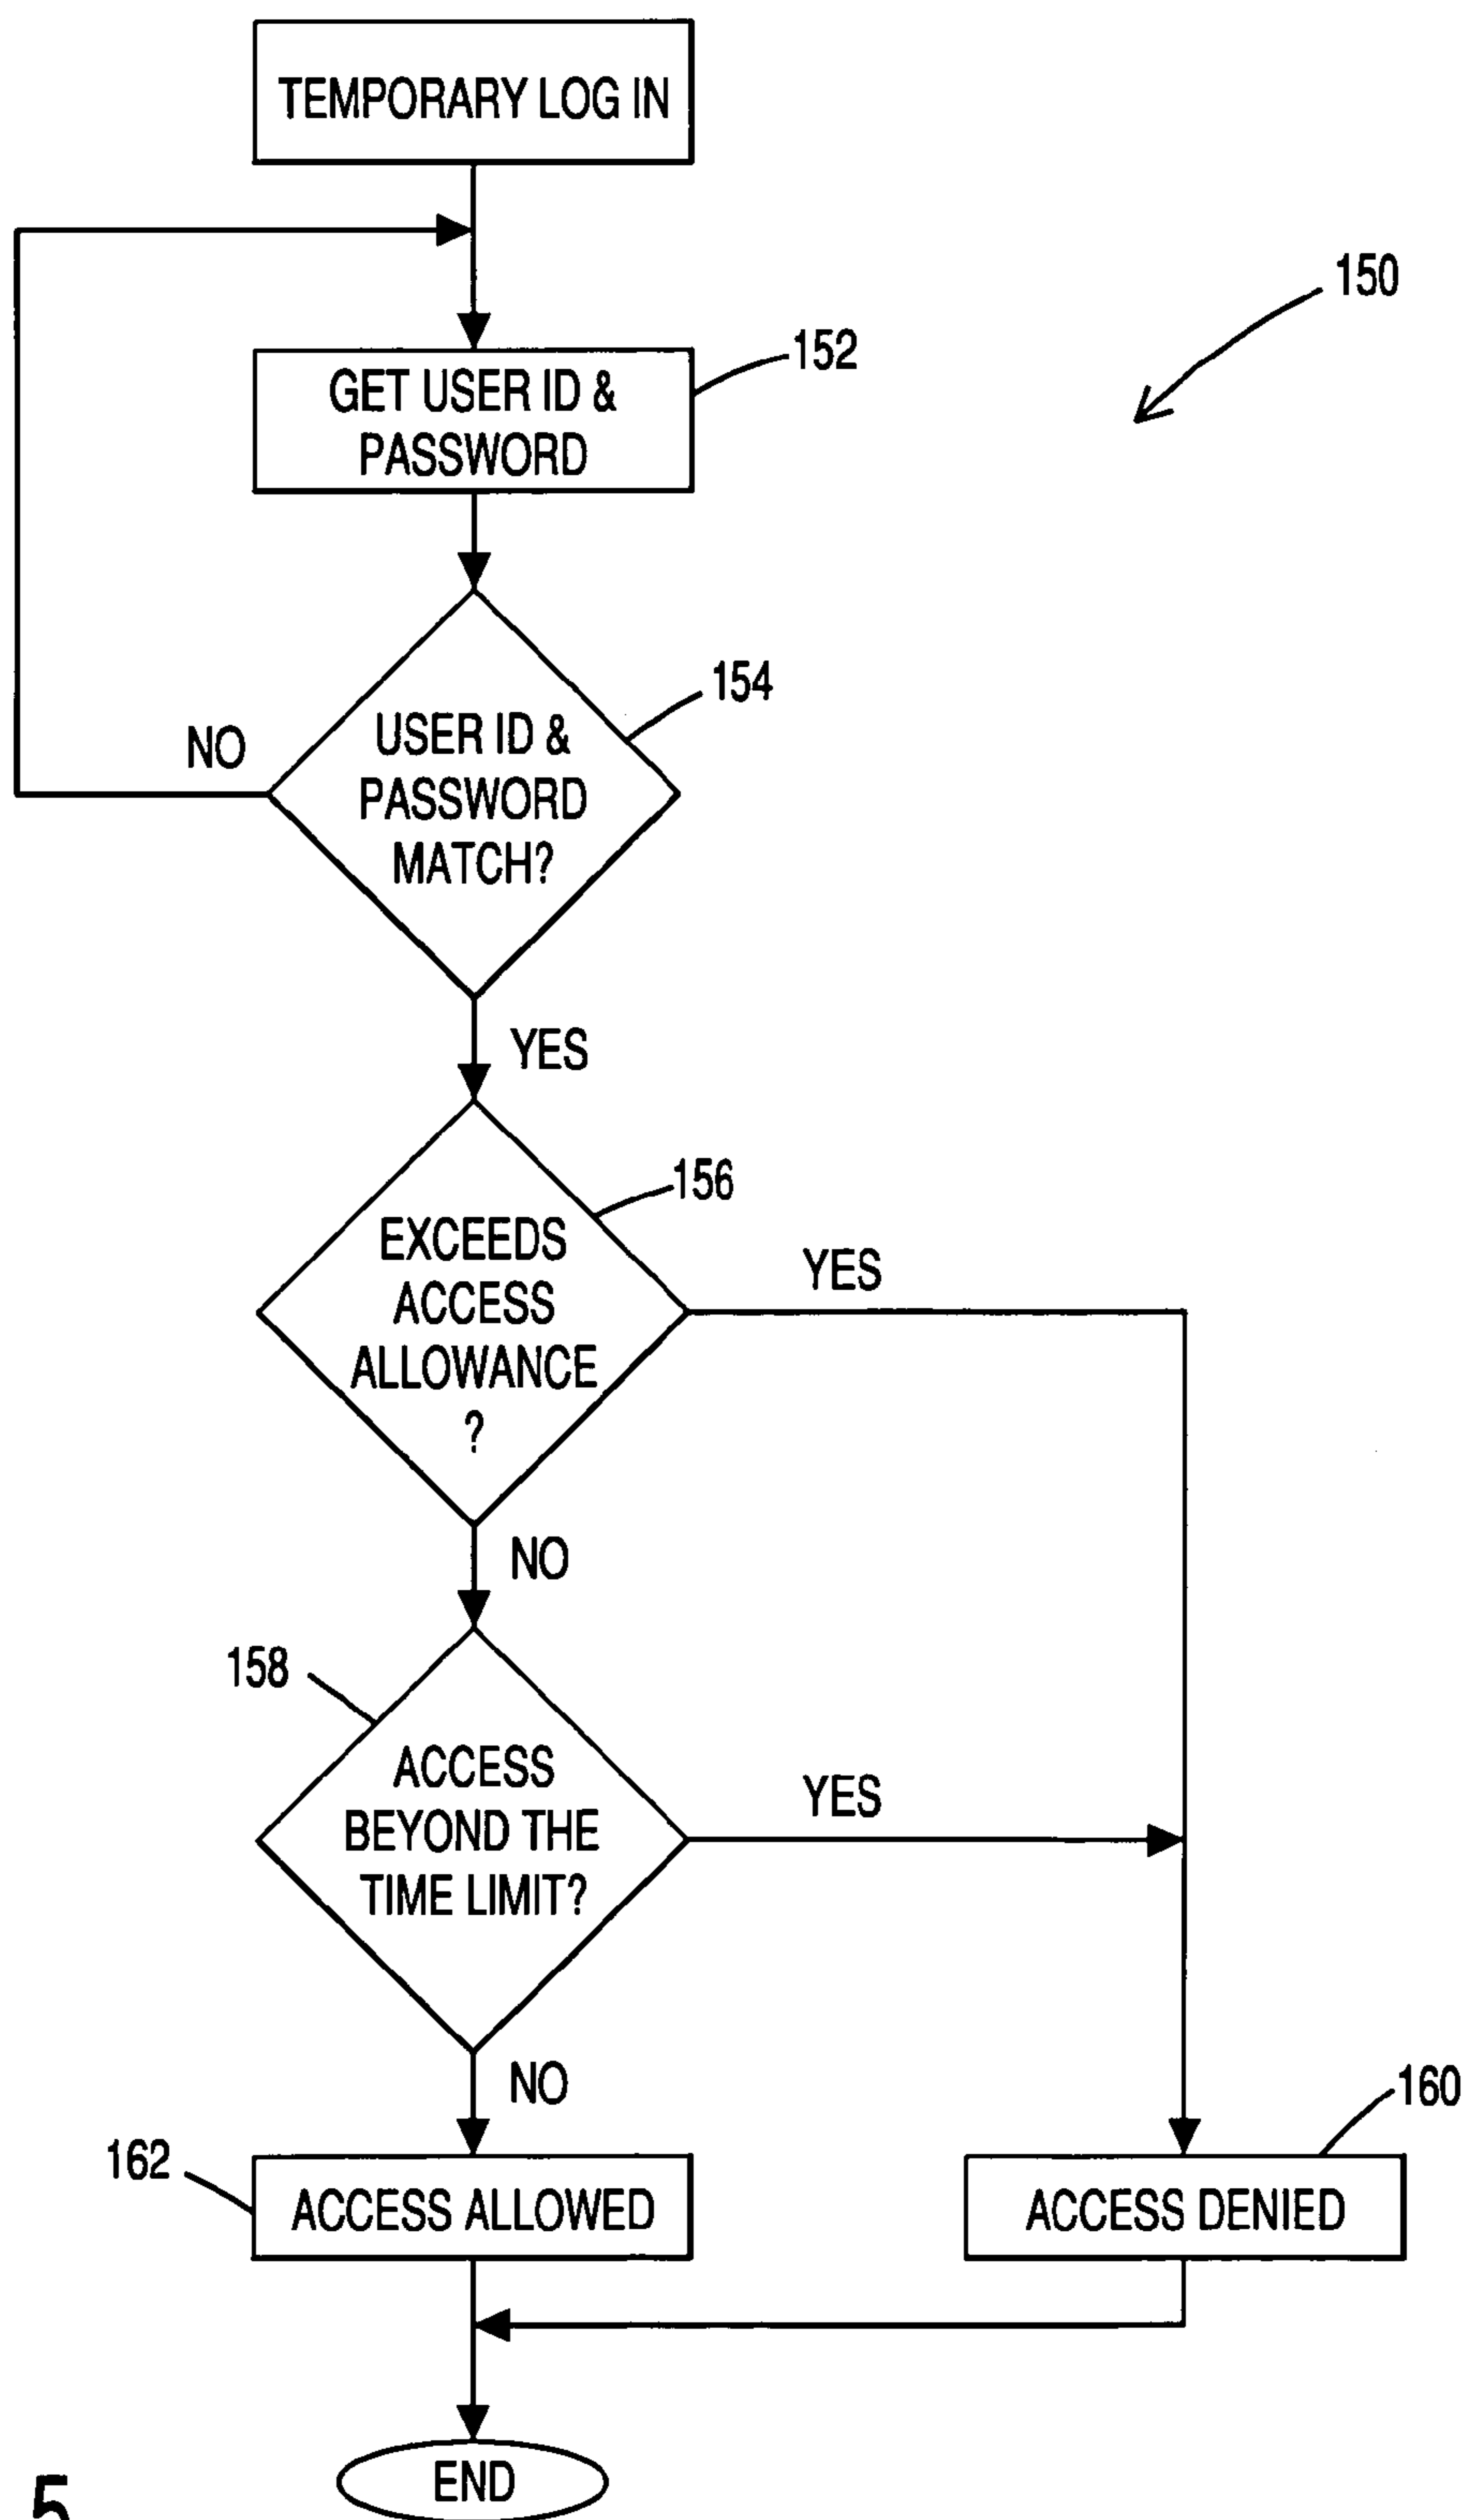 TEMPORARY LOG IN
150
152
GET USER ID &
PASSWORD
154
NO
USER ID &
PASSWORD
MATCH?
YES
156
EXCEEDS
ACCESS
ALLOWANCE
?
YES
NO
158
ACCESS
BEYOND THE
TIME LIMIT?
YES
NO
160
162
ACCESS ALLOWED
ACCESS DENIED
END
5